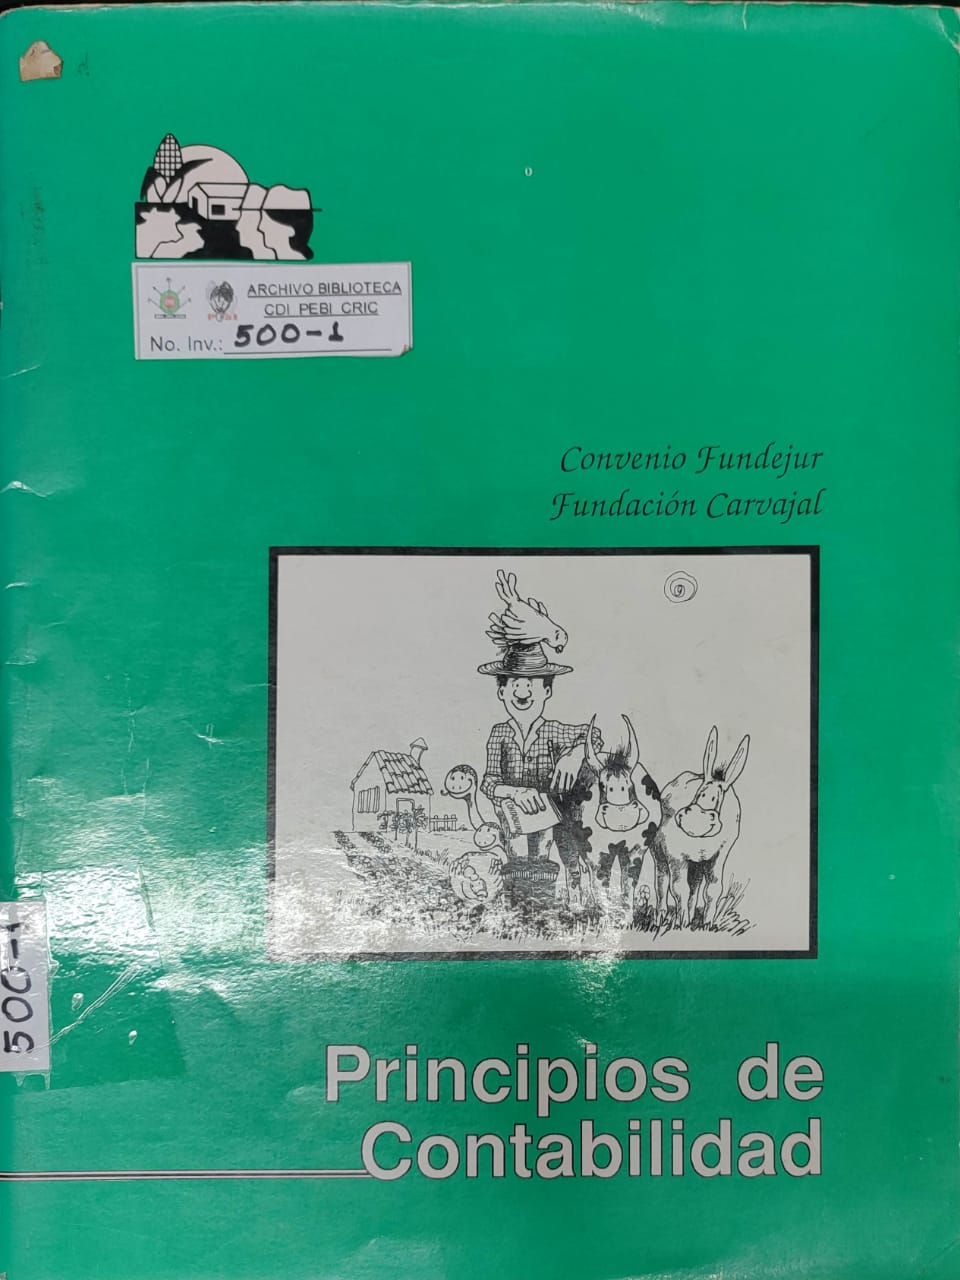 ARCHIVO BIBLIOTECA
CDI PEBI CRIC
No. Inv.: 500-1
Convenio Fundejur
Fundación Carvajal
500-1
Principios de
Contabilidad